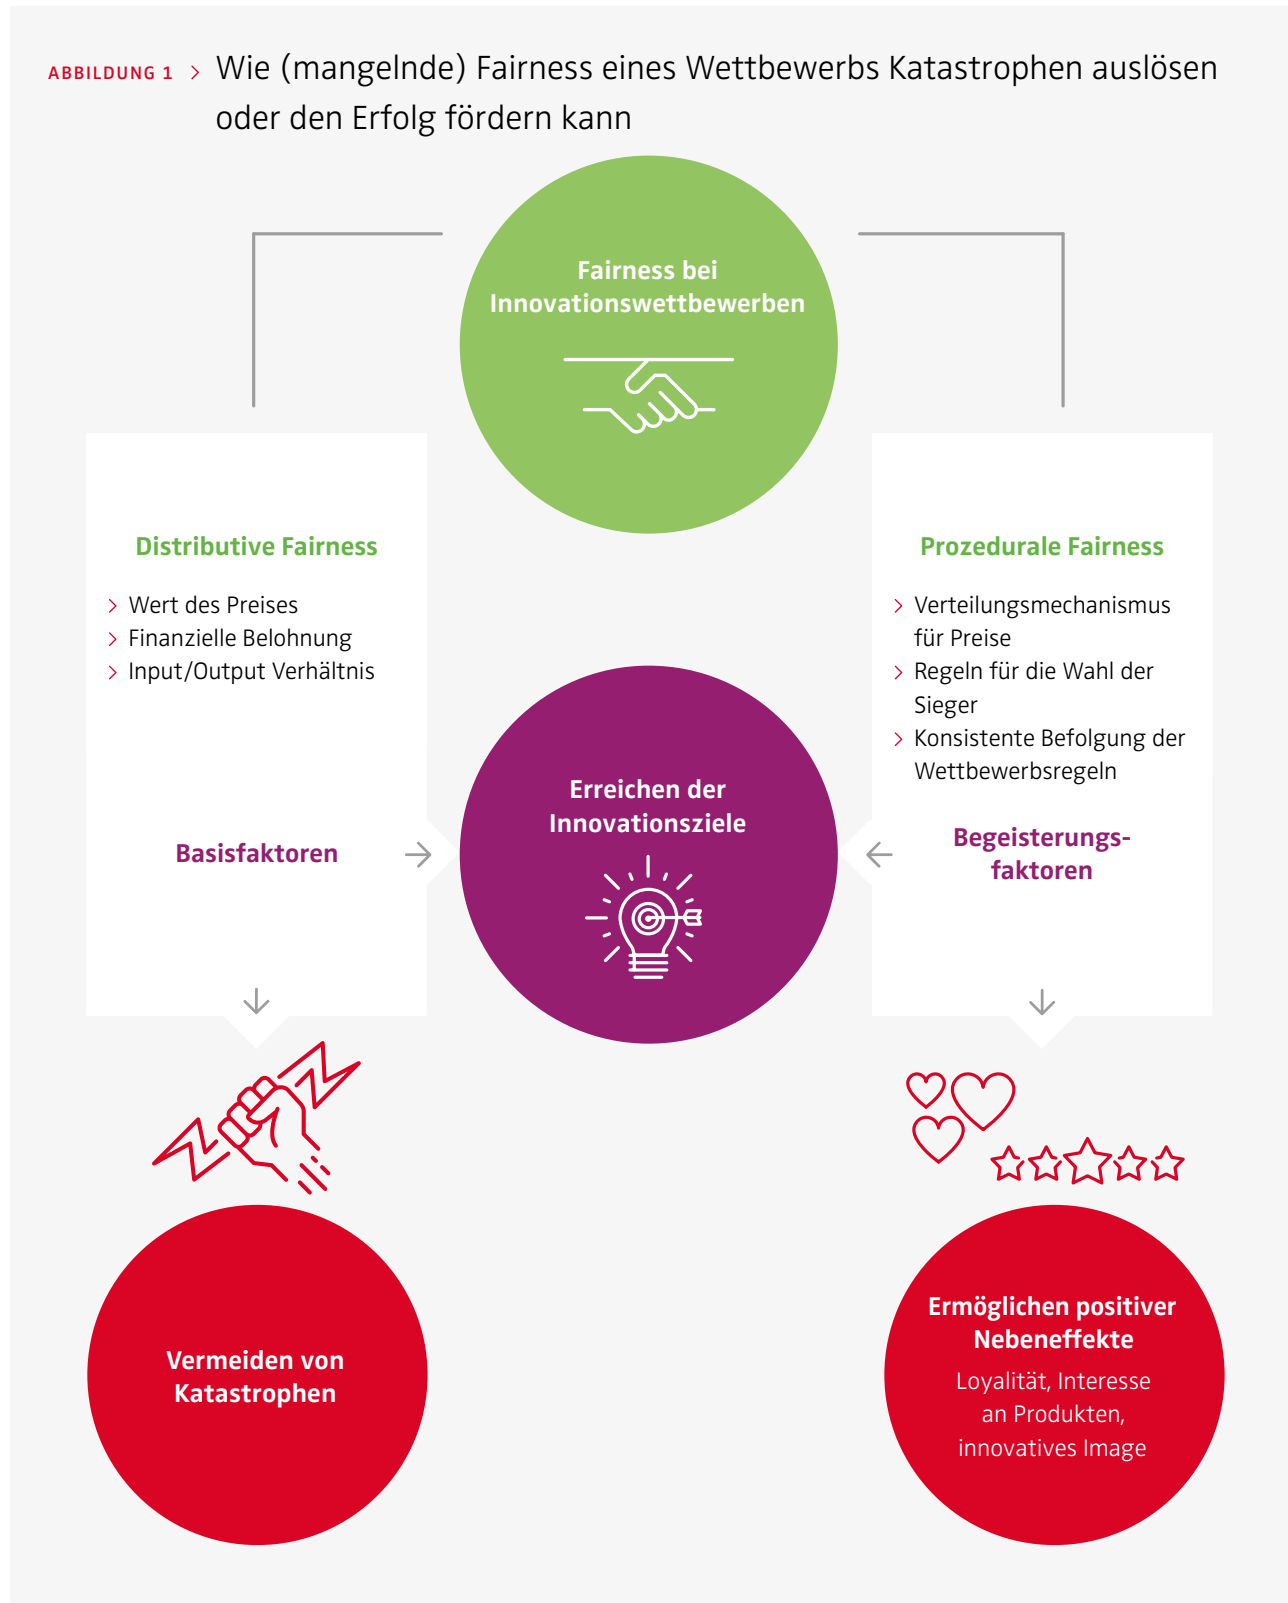 ABBILDUNG 1 > Wie (mangelnde) Fairness eines Wettbewerbs Katastrophen auslösen
oder den Erfolg fördern kann
Fairness bei
Innovationswettbewerben
Distributive Fairness
> Wert des Preises
> Finanzielle Belohnung
> Input/Output Verhältnis
Basisfaktoren
Erreichen der
Innovationsziele
Prozedurale Fairness
> Verteilungsmechanismus
für Preise
> Regeln für die Wahl der
Sieger
> Konsistente Befolgung der
Wettbewerbsregeln
Begeisterungs-
faktoren
Vermeiden von
Katastrophen
Ermöglichen positiver
Nebeneffekte
Loyalität, Interesse
an Produkten,
innovatives Image